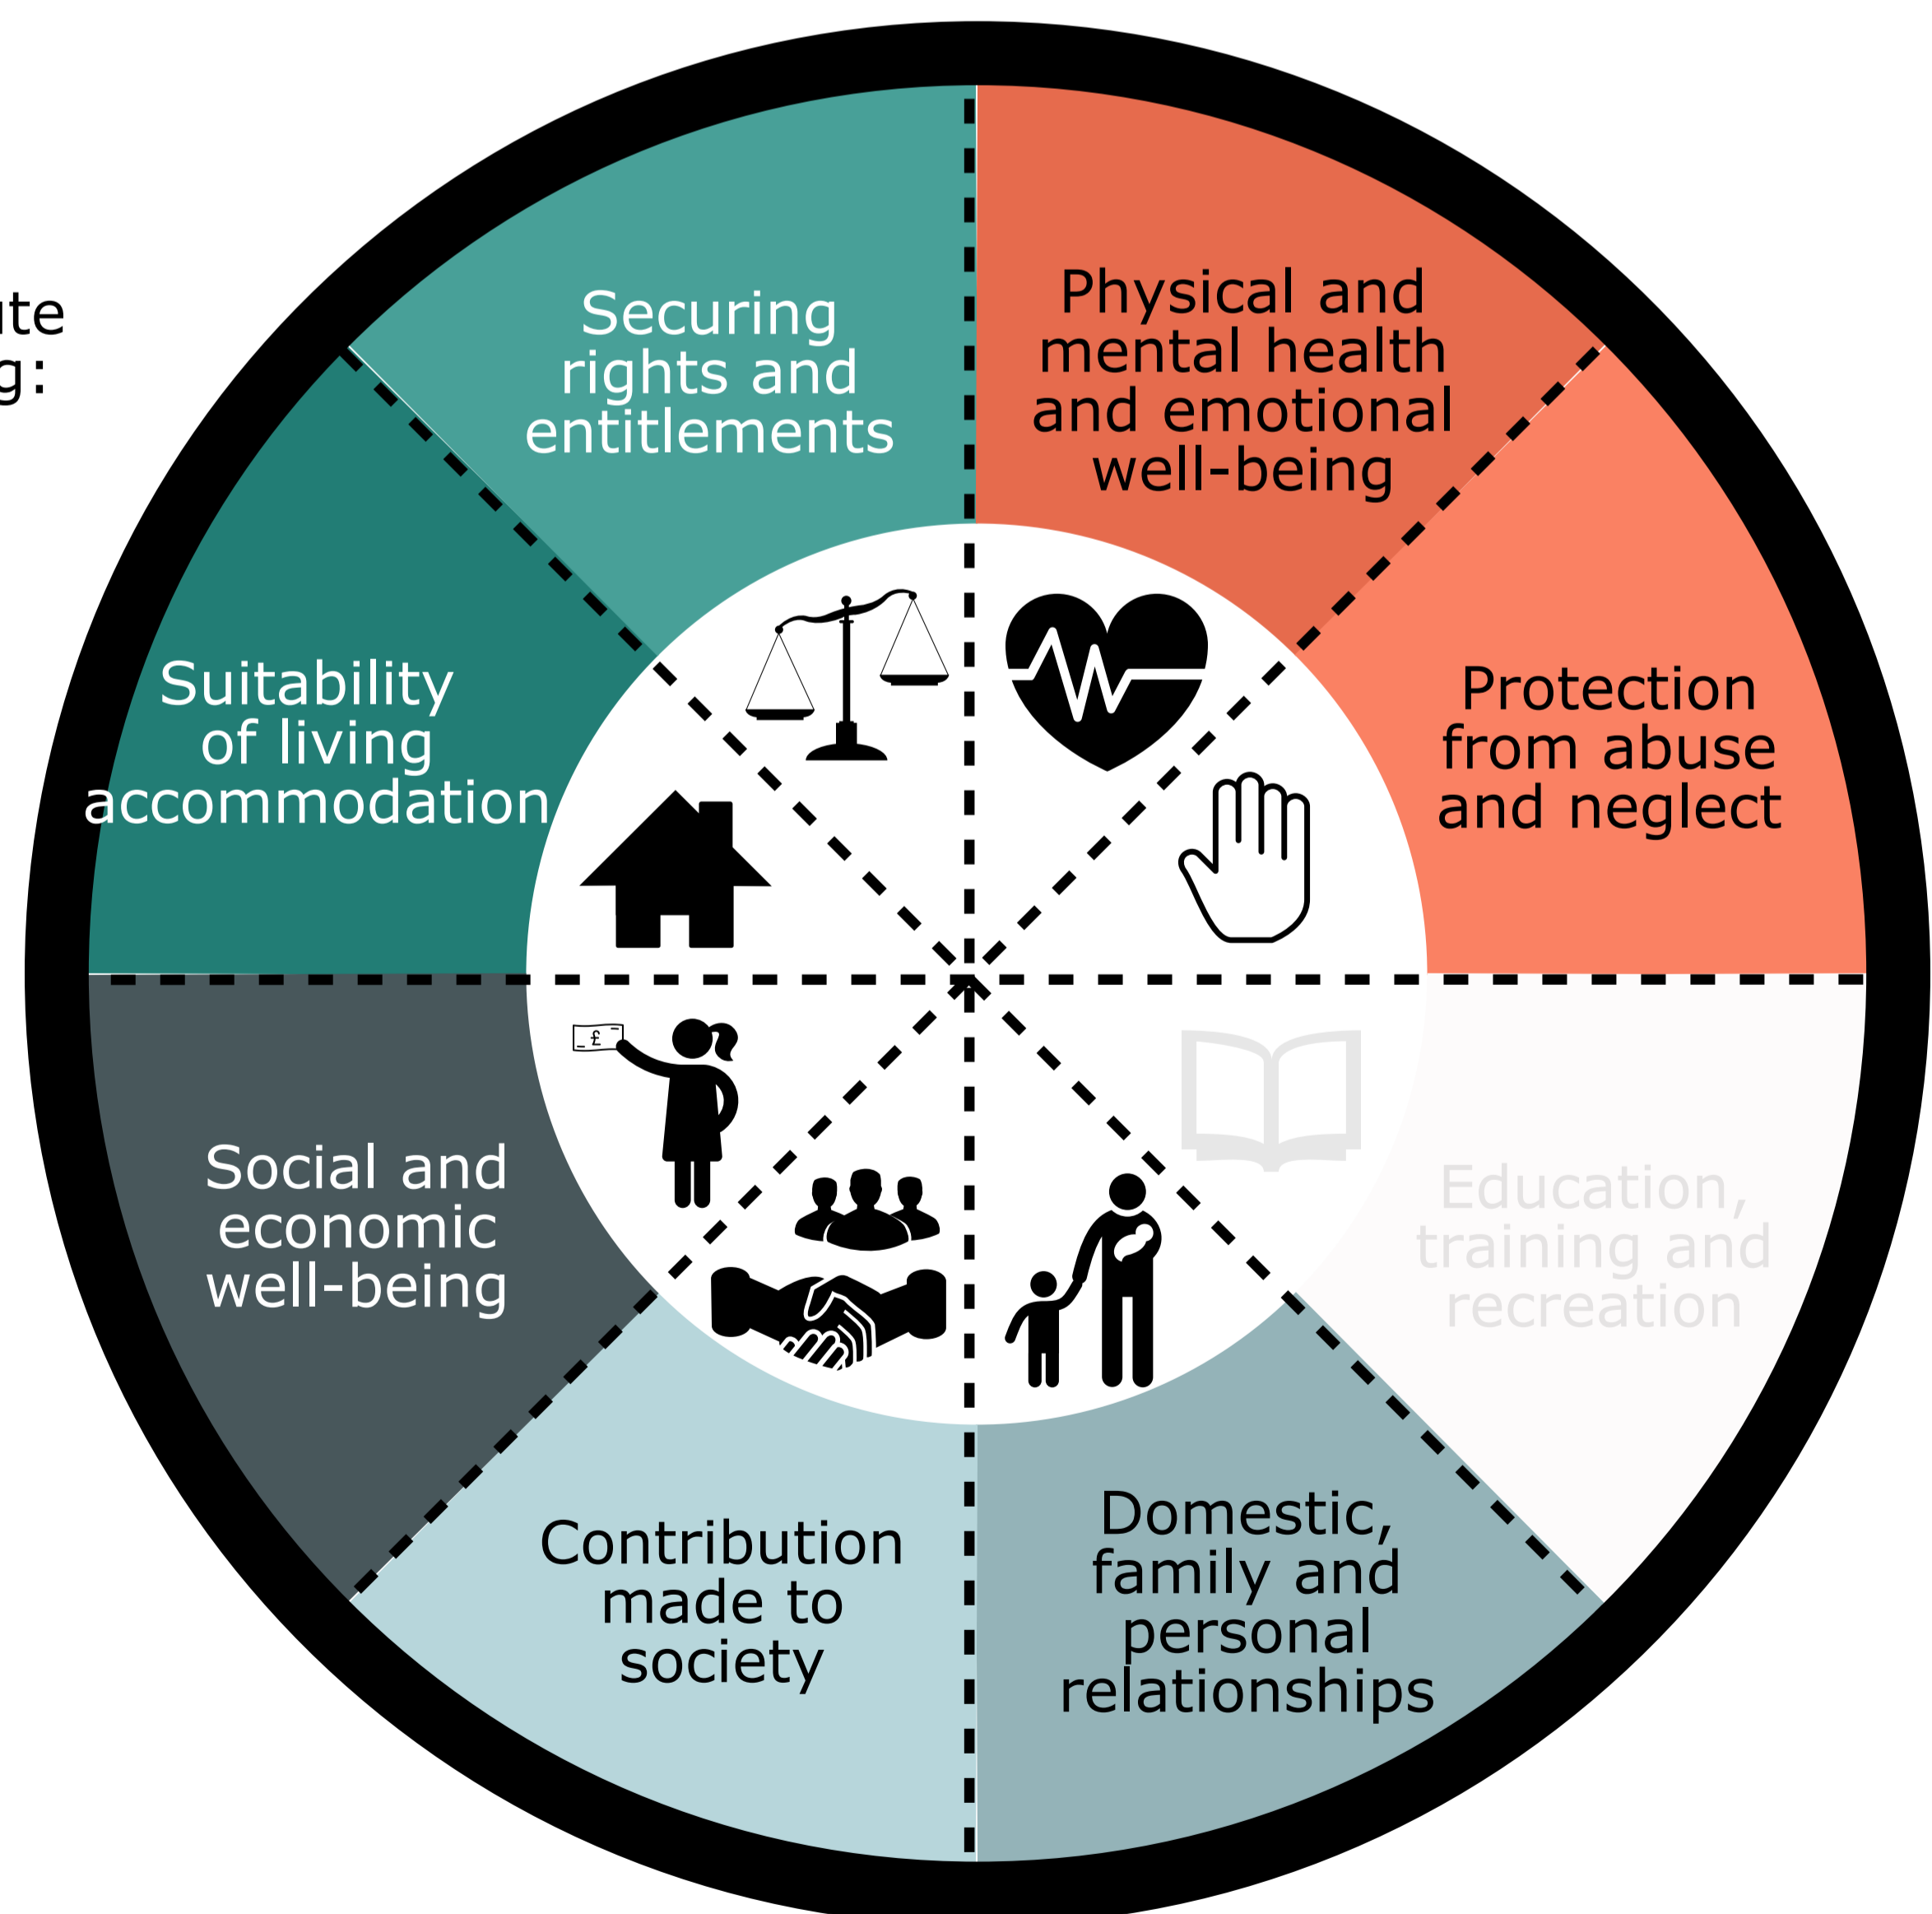 Securing
rights and
entitlements
Physical and
mental health
and emotional
well-being
Protection
from abuse
and neglect
Education,
training and
recreation
Domestic,
family and
personal
relationships
Contribution
made to
society
Social and
economic
well-being
£
Suitability
of living
accommodation